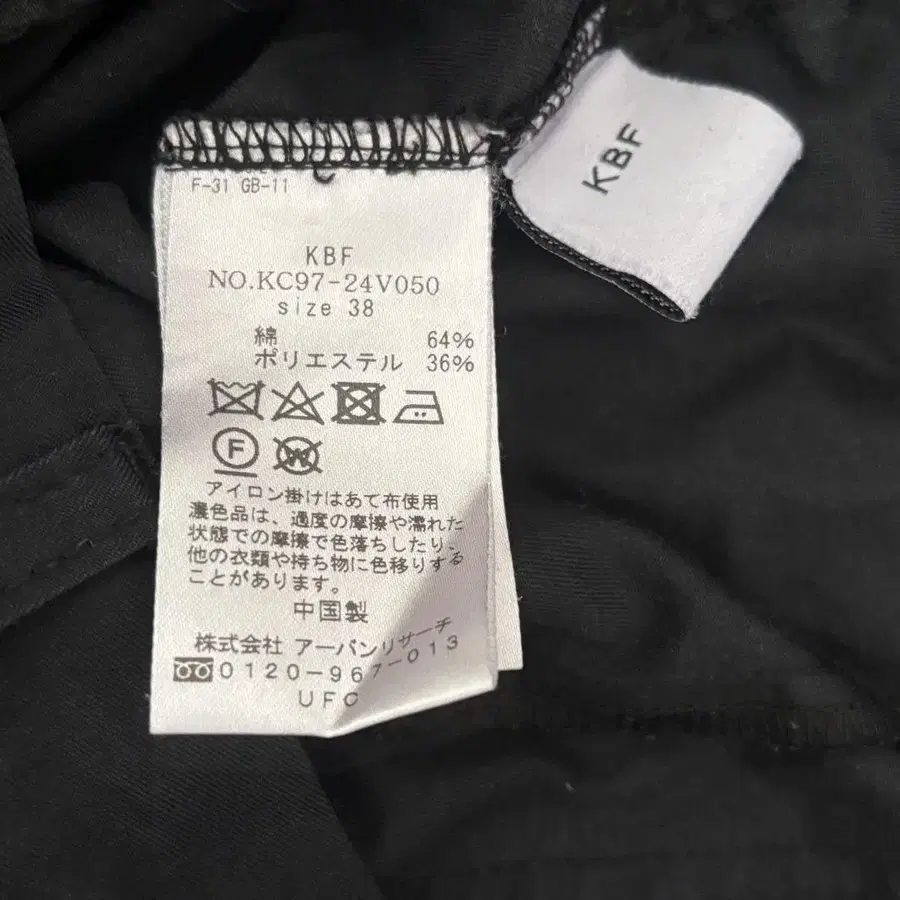 F-31 GB-11
KBF
NO.KC97-24V050
size 38
綿 64%
ポリエステル 36%
F
W
アイロン掛けはあて布使用
濃色品は、過度の摩擦や濡れた
状態での摩擦で色落ちしたり、
他の衣類や持ち物に色移りする
ことがあります。
中国製
株式会社 アーバンリサーチ
0120-967-013
UFC
KBF